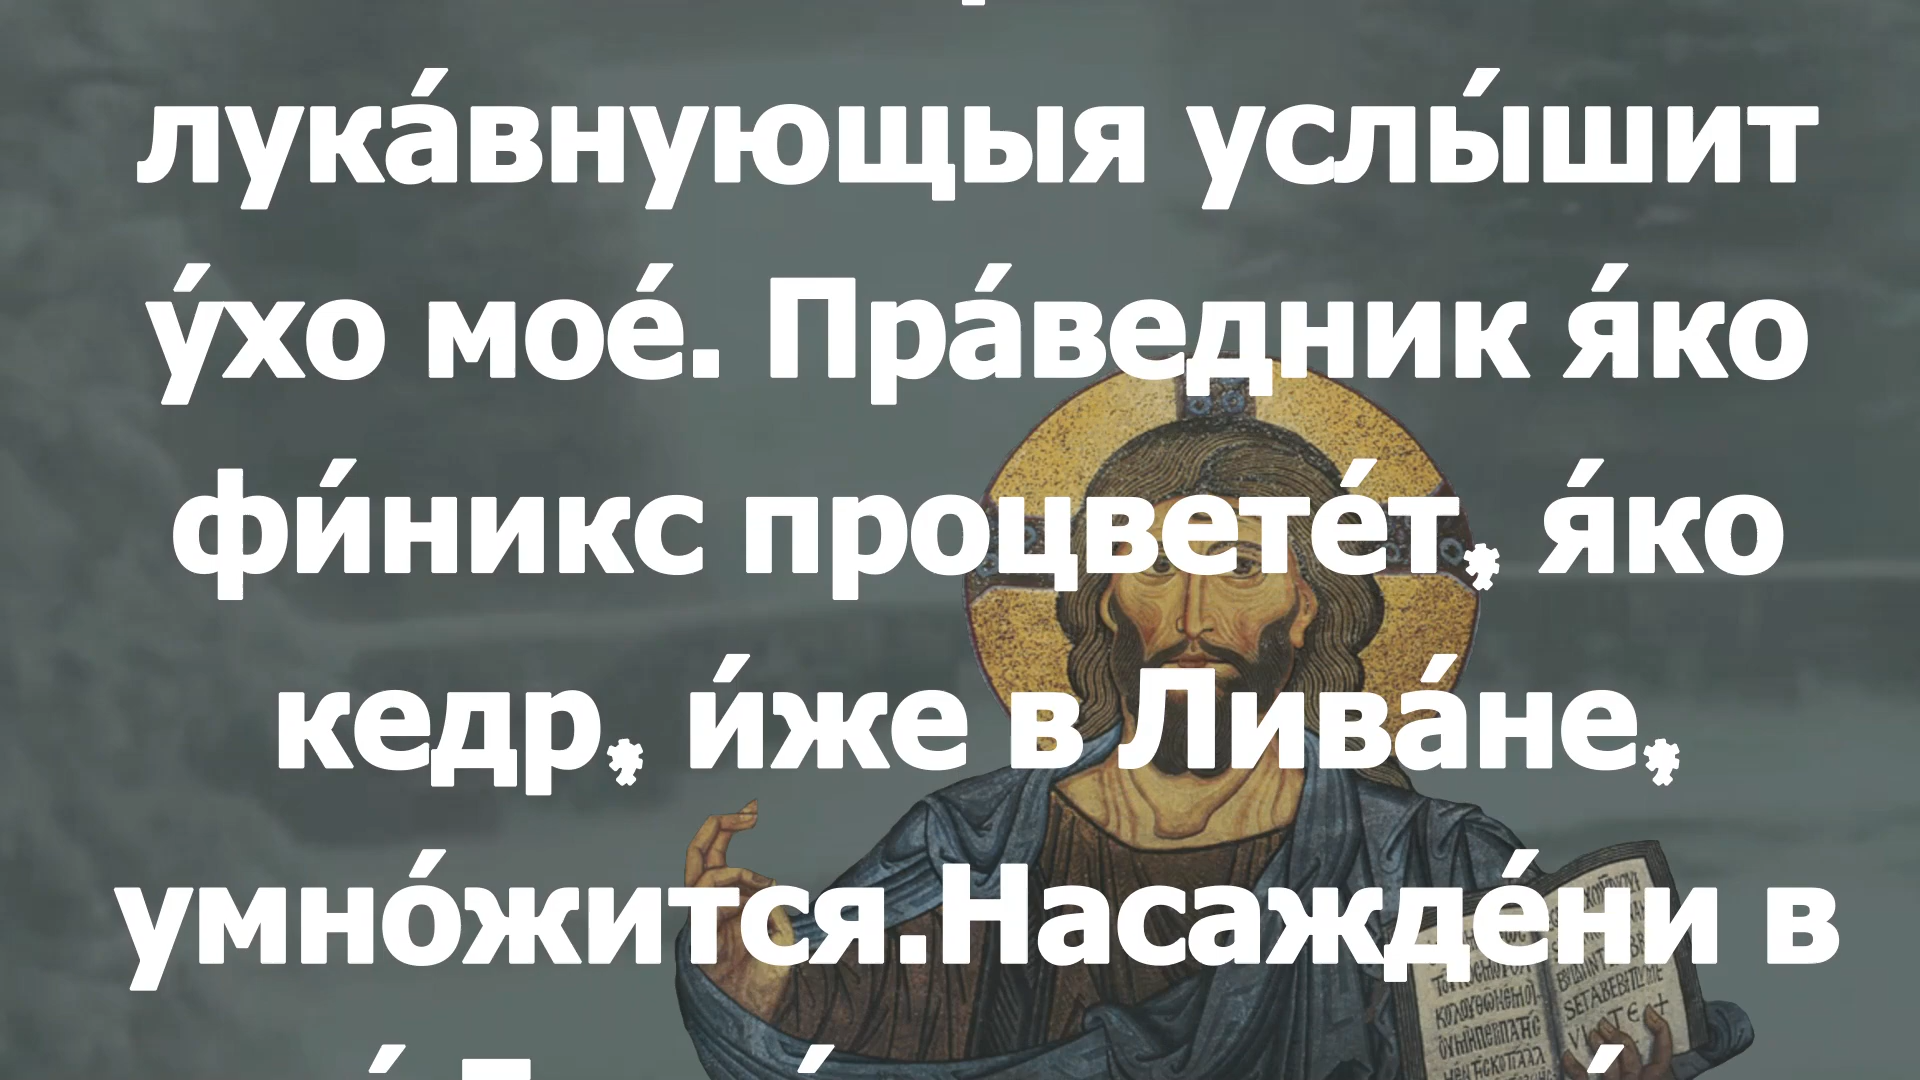 лука́внующыя услы́шит
у́хо мое́. Пра́ведник я́ко
фи́никс процвете́т, я́ко
кедр, и́же в Лива́не,
умно́жится.Насажде́ни в